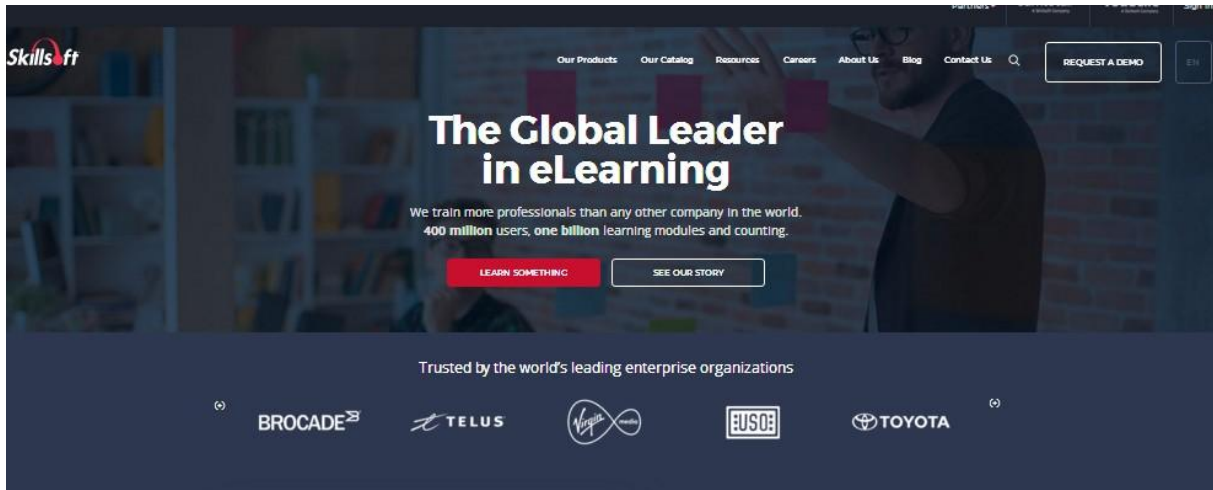 Partners
Sign In
Skillsoft
Our Products Our Catalog Resources Careers About Us Blog Contact Us REQUEST A DEMO EN
The Global Leader
in eLearning
We train more professionals than any other company in the world.
400 million users, one billion learning modules and counting.
LEARN SOMETHING SEE OUR STORY
Trusted by the world's leading enterprise organizations
BROCADE TELUS Virgin media USO TOYOTA